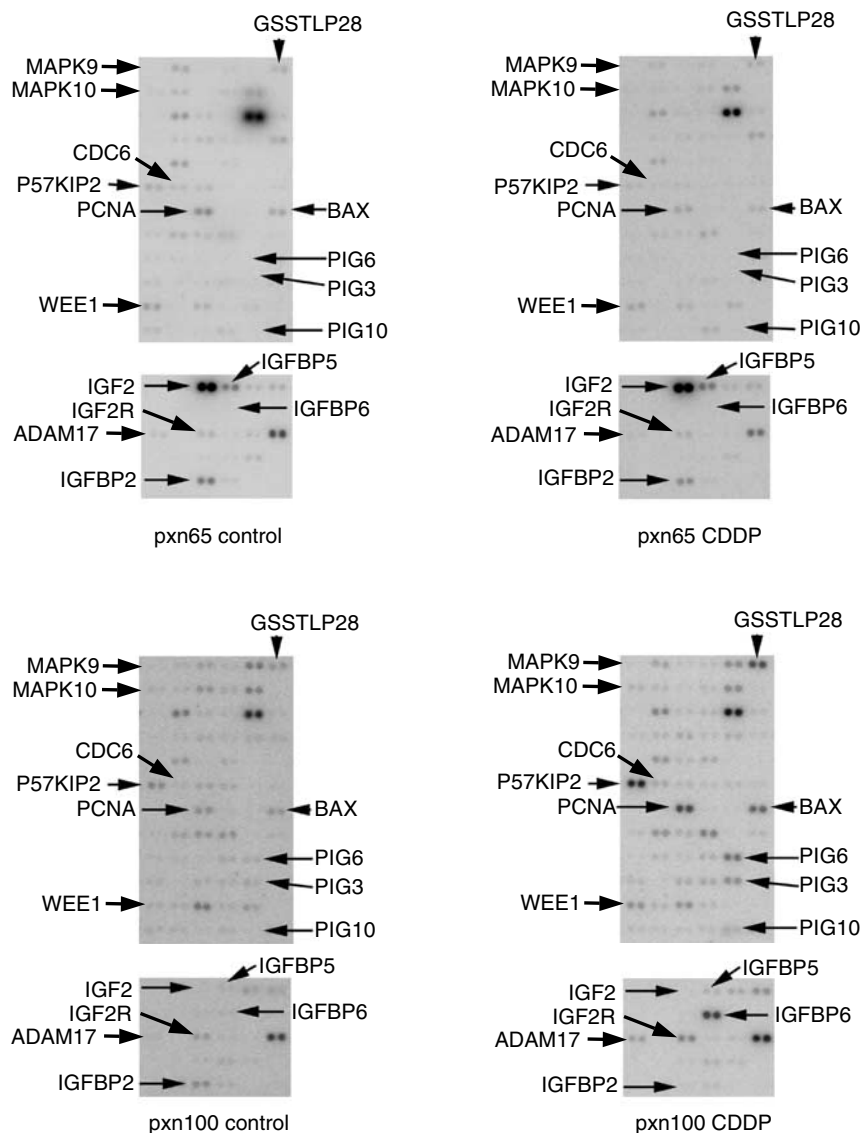 GSSTLP28
MAPK9
MAPK10
CDC6
P57KIP2
PCNA
BAX
PIG6
PIG3
WEE1
PIG10
IGFBP5
IGF2
IGF2R
IGFBP6
ADAM17
IGFBP2
pxn65 control
GSSTLP28
MAPK9
MAPK10
CDC6
P57KIP2
PCNA
BAX
PIG6
PIG3
WEE1
PIG10
IGFBP5
IGF2
IGF2R
IGFBP6
ADAM17
IGFBP2
pxn65 CDDP
GSSTLP28
MAPK9
MAPK10
CDC6
P57KIP2
PCNA
BAX
PIG6
PIG3
WEE1
PIG10
IGFBP5
IGF2
IGF2R
IGFBP6
ADAM17
IGFBP2
pxn100 control
GSSTLP28
MAPK9
MAPK10
CDC6
P57KIP2
PCNA
BAX
PIG6
PIG3
WEE1
PIG10
IGFBP5
IGF2
IGF2R
IGFBP6
ADAM17
IGFBP2
pxn100 CDDP